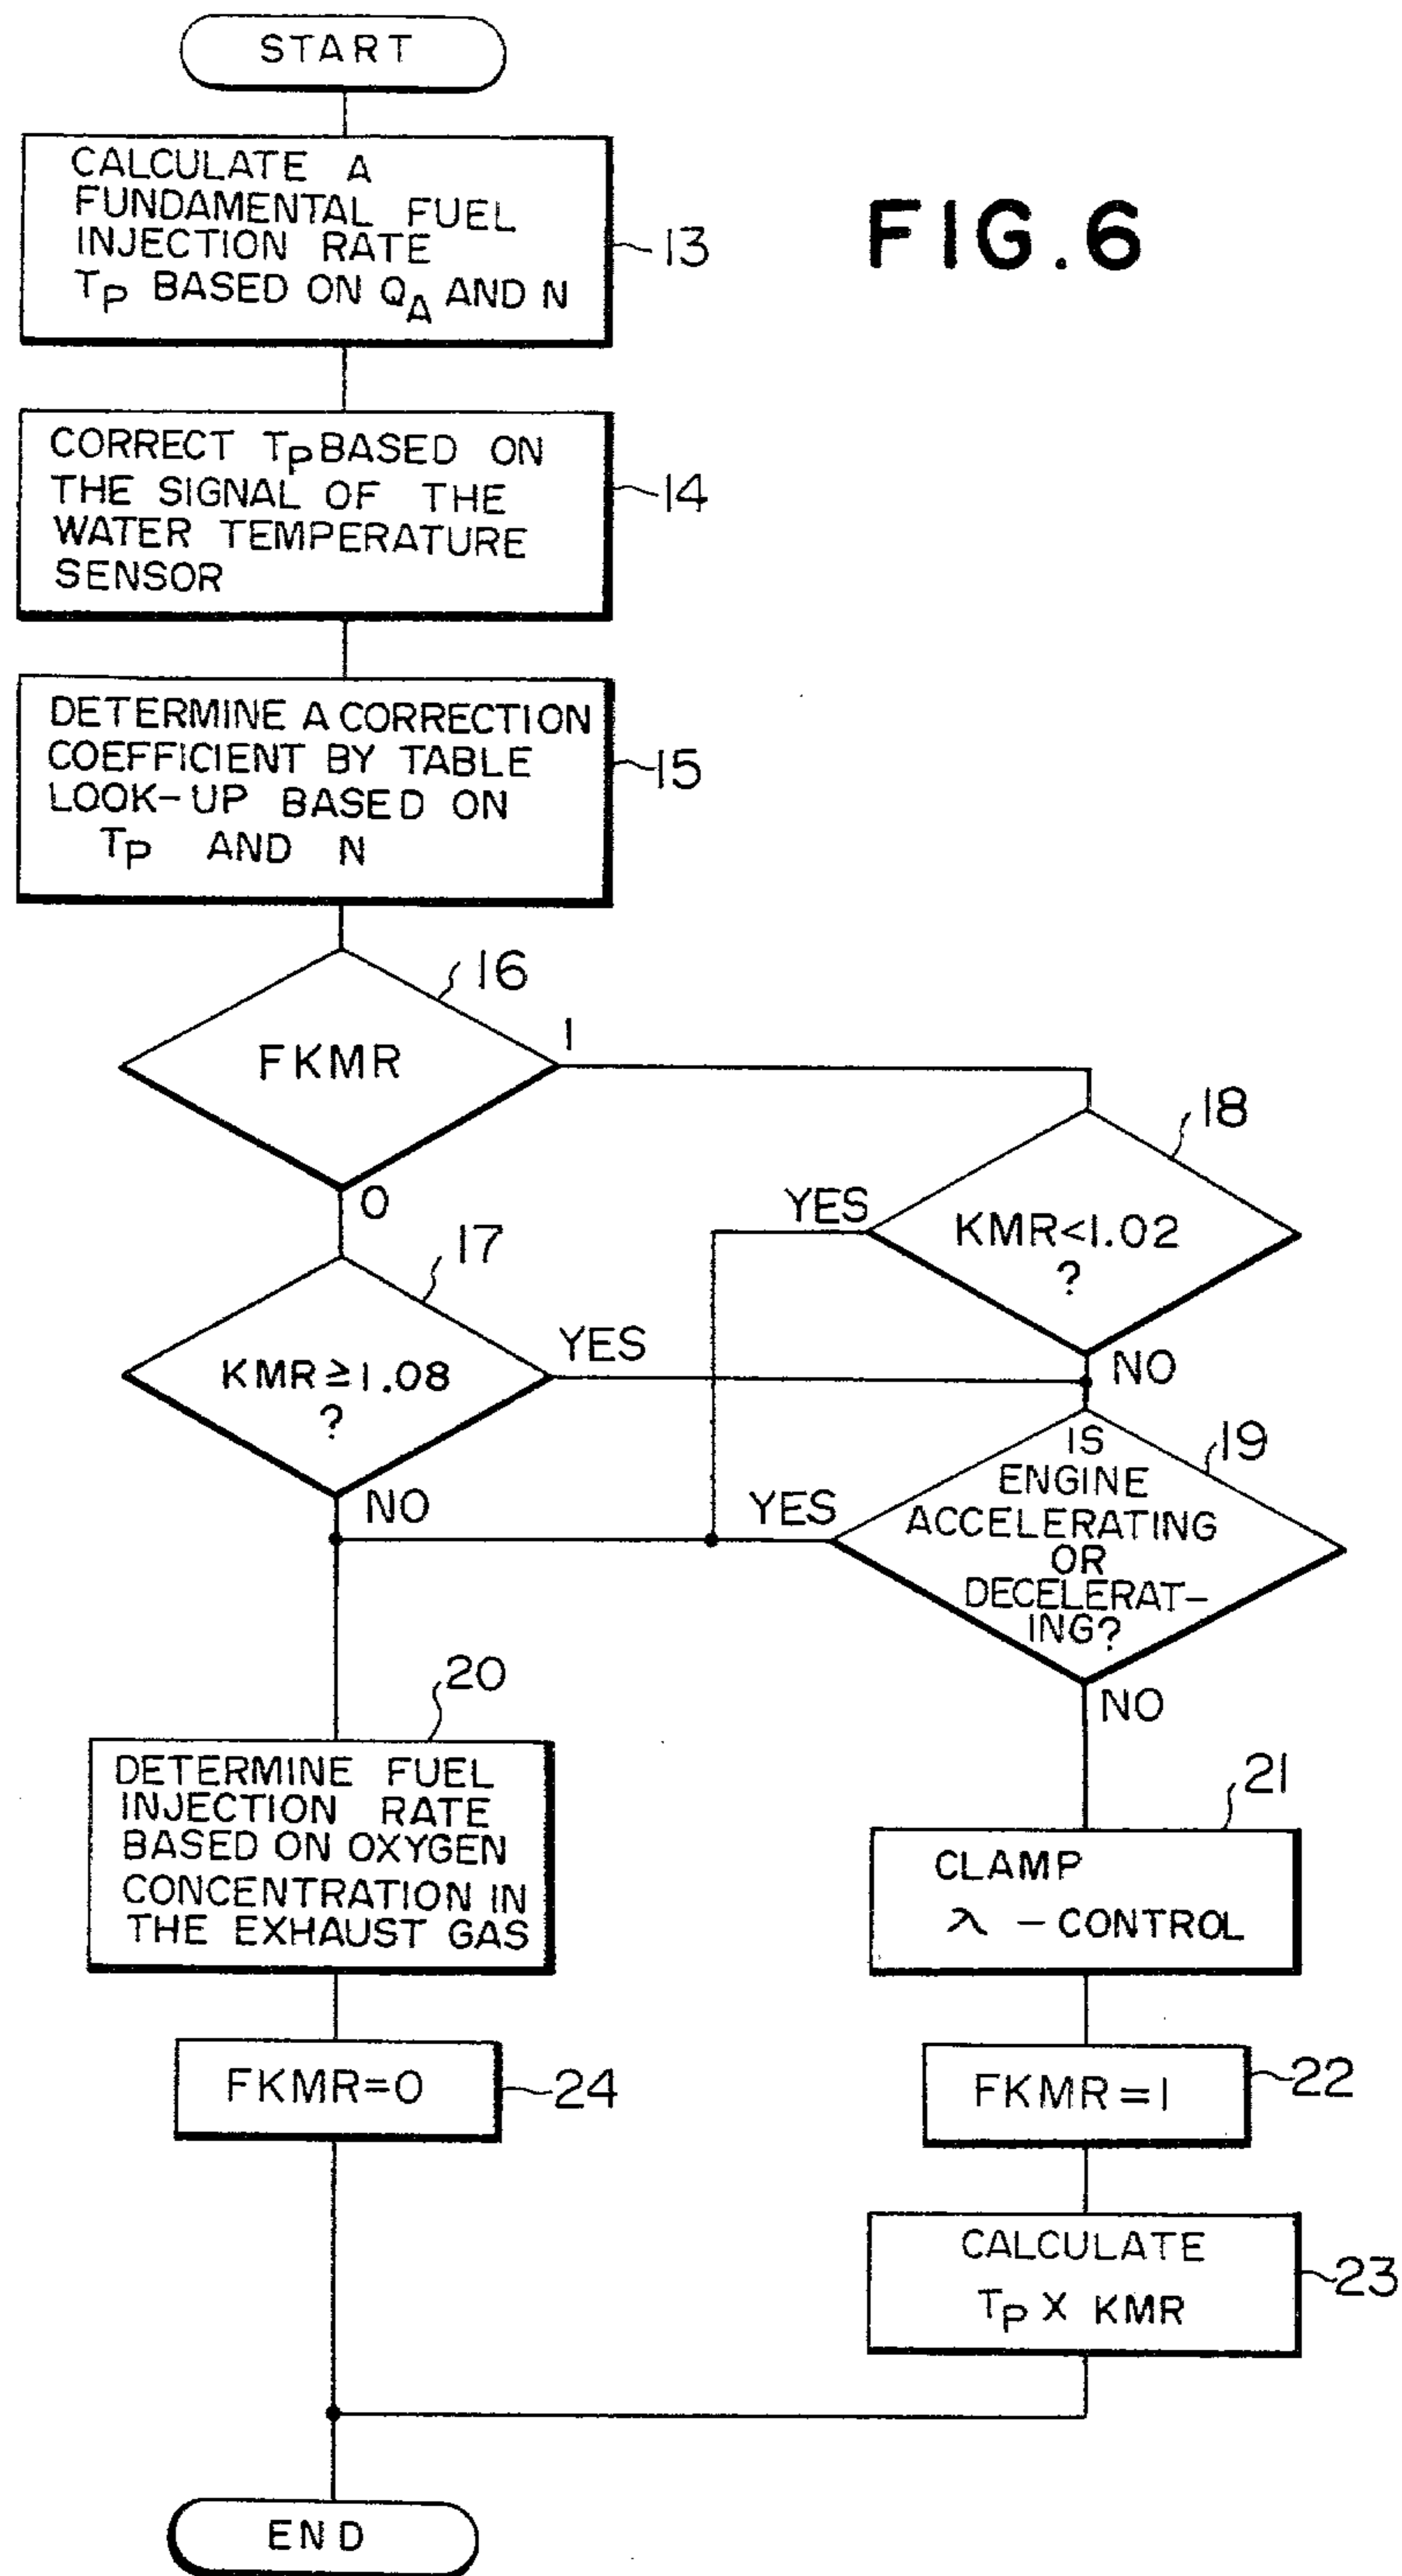 START
FIG.6
CALCULATE A
FUNDAMENTAL FUEL
INJECTION RATE
TP BASED ON QA AND N
13
CORRECT TP BASED ON
THE SIGNAL OF THE
WATER TEMPERATURE
SENSOR
14
DETERMINE A CORRECTION
COEFFICIENT BY TABLE
LOOK-UP BASED ON
TP AND N
15
16
FKMR
1
0
18
KMR<1.02
?
YES
NO
17
KMR≥1.08
?
YES
NO
19
IS
ENGINE
ACCELERATING
OR
DECELERAT-
ING?
YES
NO
20
DETERMINE FUEL
INJECTION RATE
BASED ON OXYGEN
CONCENTRATION IN
THE EXHAUST GAS
21
CLAMP
λ -CONTROL
FKMR=0
24
FKMR=1
22
CALCULATE
TP X KMR
23
END